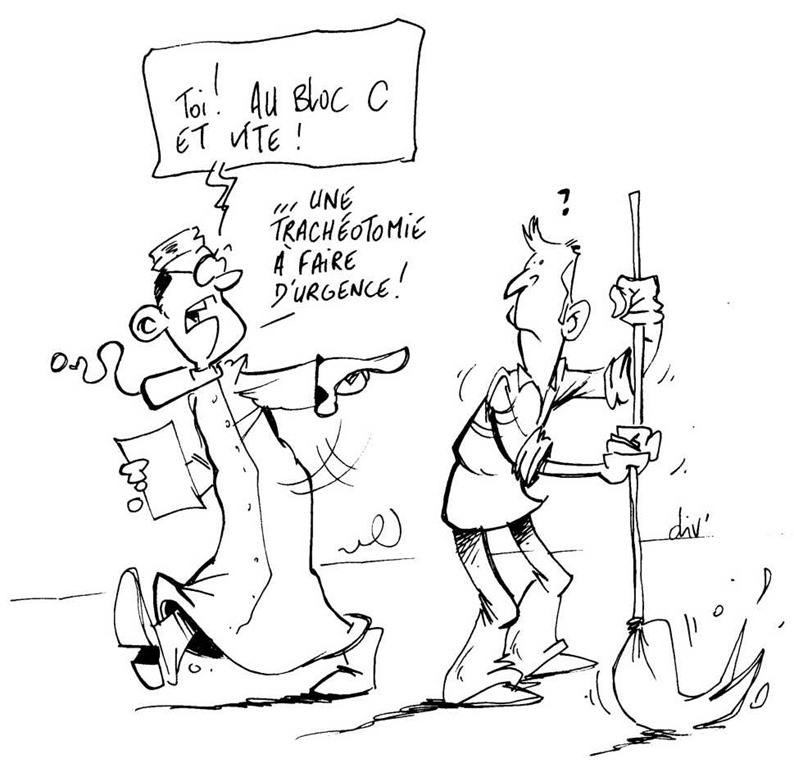 Toi! AU BLOC C
ET VITE!
... UNE
TRACHÉOTOMIE
À FAIRE
D'URGENCE!
?
div'